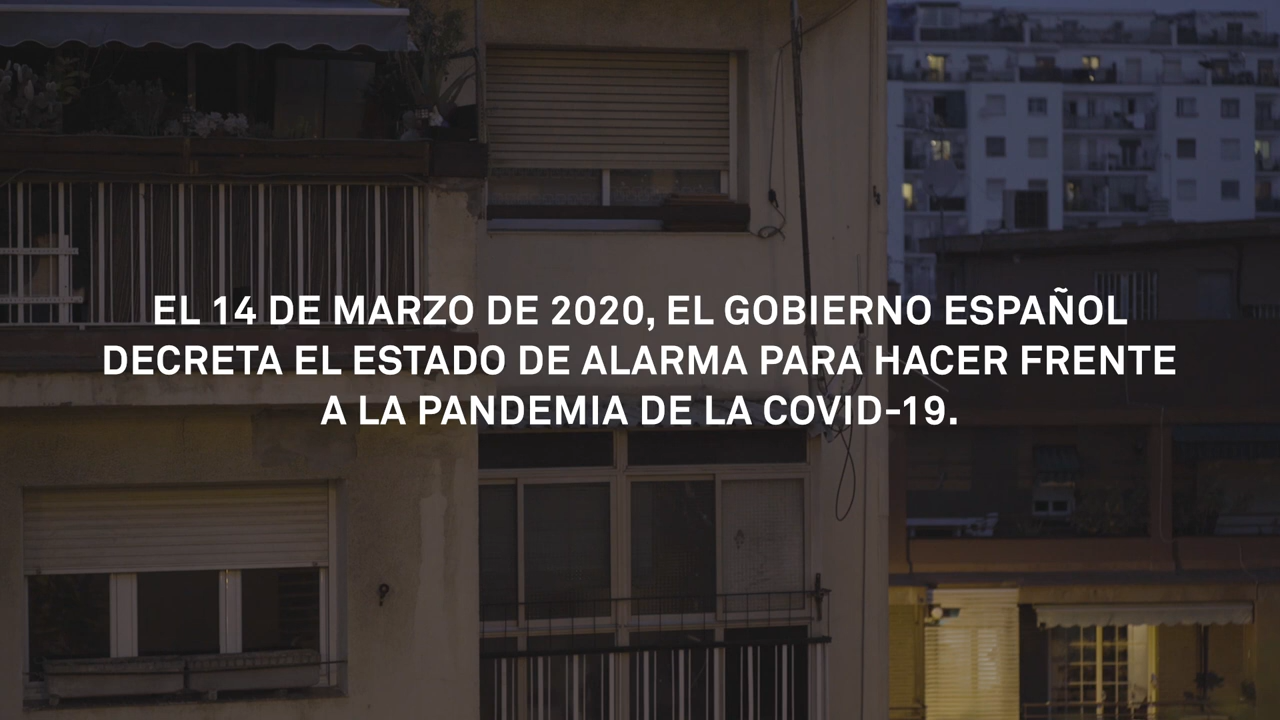 EL 14 DE MARZO DE 2020, EL GOBIERNO ESPAÑOL
DECRETA EL ESTADO DE ALARMA PARA HACER FRENTE
A LA PANDEMIA DE LA COVID-19.